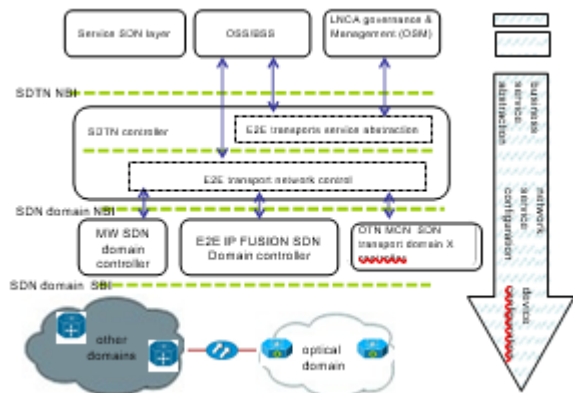 Service SDN layer
OSS/BSS
LNCA governance &
Management (OSM)
SDTN NBI
SDTN controller
E2E transports service abstraction
E2E transport network control
SDN domain NBI
MW SDN
domain
controller
E2E IP FUSION SDN
Domain controller
OTN MCN SDN
transport domain X
SDN domain SBI
other
domains
optical
domain
business
service
abstraction
network
service
configuration
device